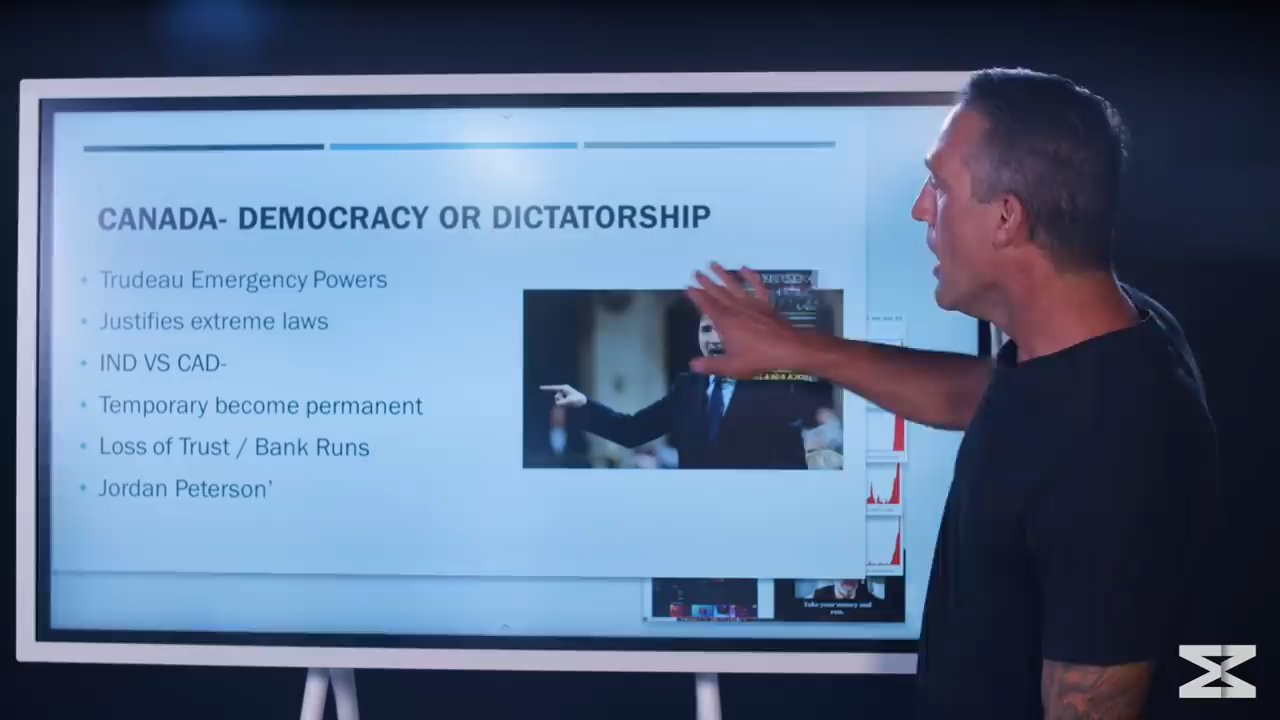 CANADA- DEMOCRACY OR DICTATORSHIP
• Trudeau Emergency Powers
• Justifies extreme laws
• IND VS CAD-
• Temporary become permanent
• Loss of Trust / Bank Runs
• Jordan Peterson'
Take your money and
run.